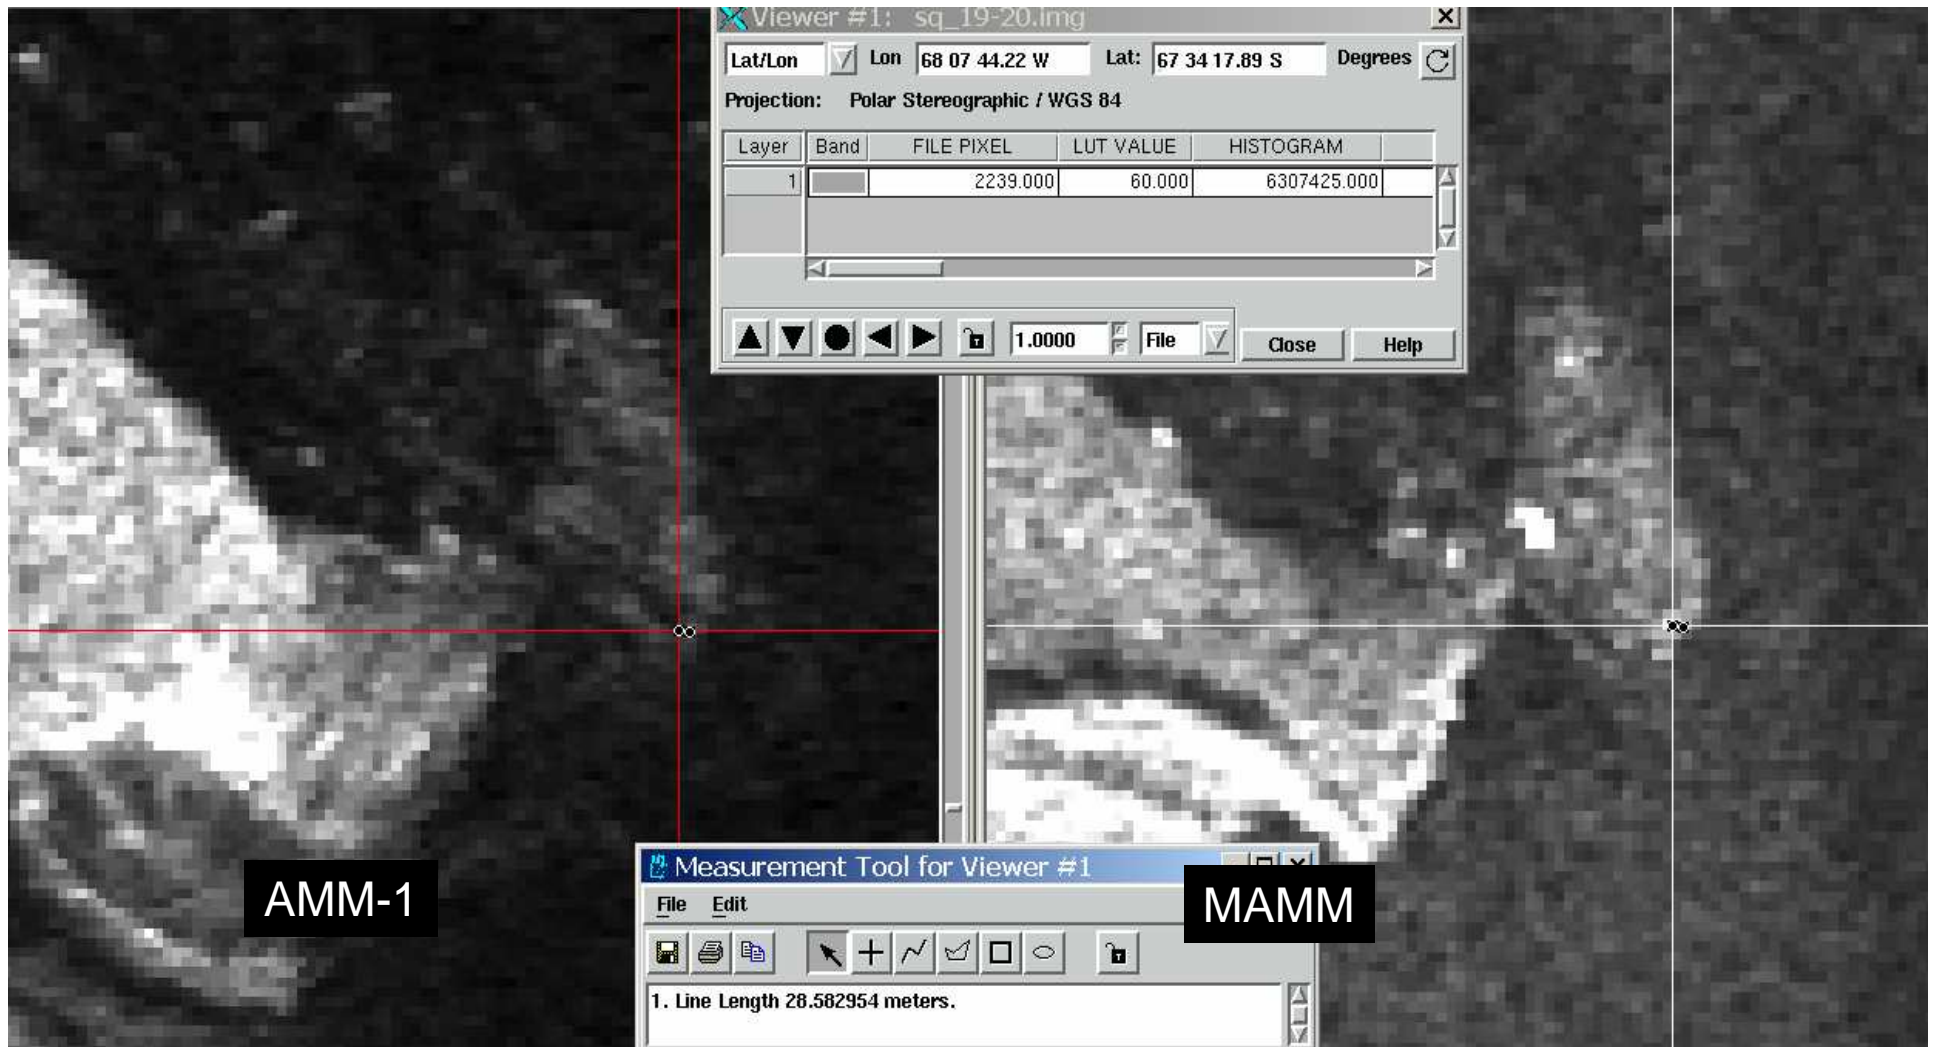 Viewer #1: sq_19-20.img
Lat/Lon Lon 68 07 44.22 W Lat: 67 34 17.89 S Degrees
Projection: Polar Stereographic / WGS 84
Layer Band FILE PIXEL LUT VALUE HISTOGRAM
1 2239.000 60.000 6307425.000
1.0000 File Close Help
Measurement Tool for Viewer #1
File Edit
1. Line Length 28.582954 meters.
AMM-1
MAMM